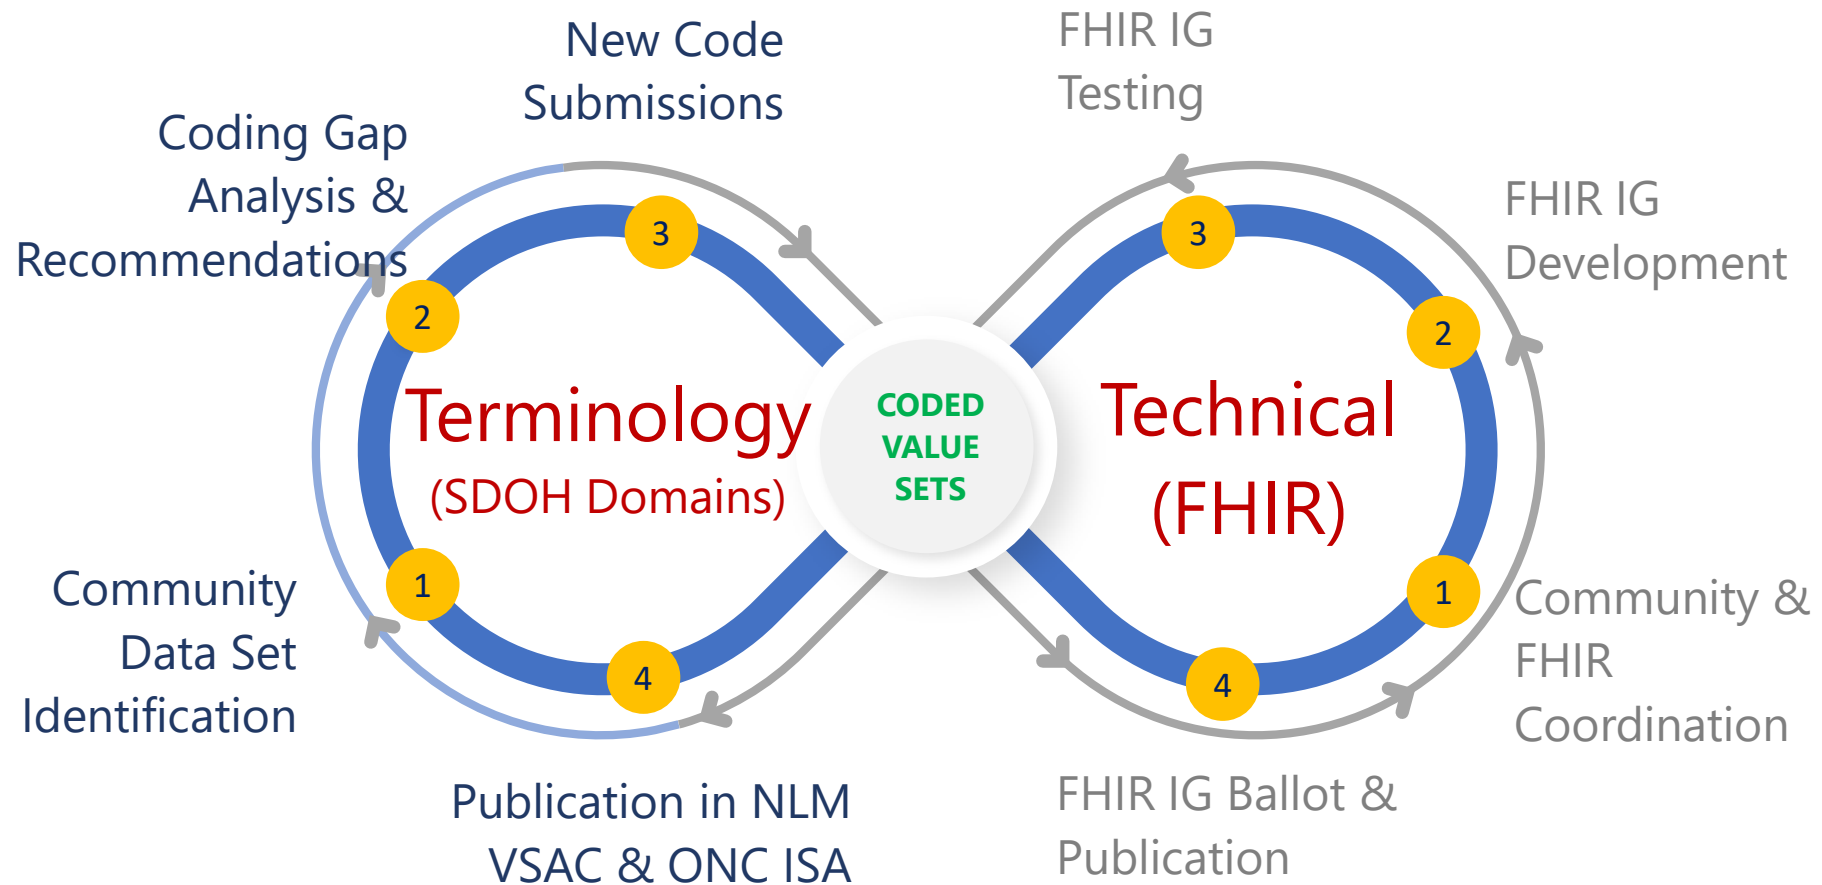 New Code
Submissions
FHIR IG
Testing
Coding Gap
Analysis &
Recommendations
FHIR IG
Development
3
3
2
2
Terminology
(SDOH Domains)
CODED
VALUE
SETS
Technical
(FHIR)
1
1
Community
Data Set
Identification
Community &
FHIR
Coordination
4
4
Publication in NLM
VSAC & ONC ISA
FHIR IG Ballot &
Publication